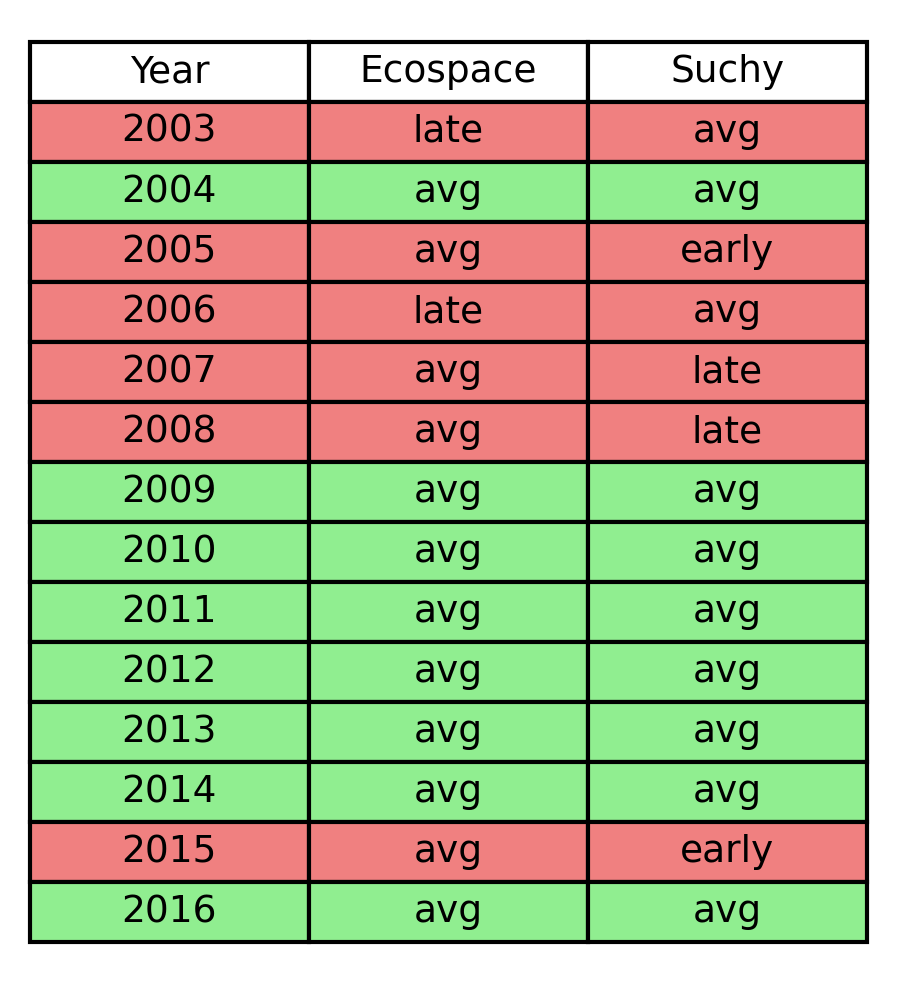 Year Ecospace Suchy
2003 late avg
2004 avg avg
2005 avg early
2006 late avg
2007 avg late
2008 avg late
2009 avg avg
2010 avg avg
2011 avg avg
2012 avg avg
2013 avg avg
2014 avg avg
2015 avg early
2016 avg avg